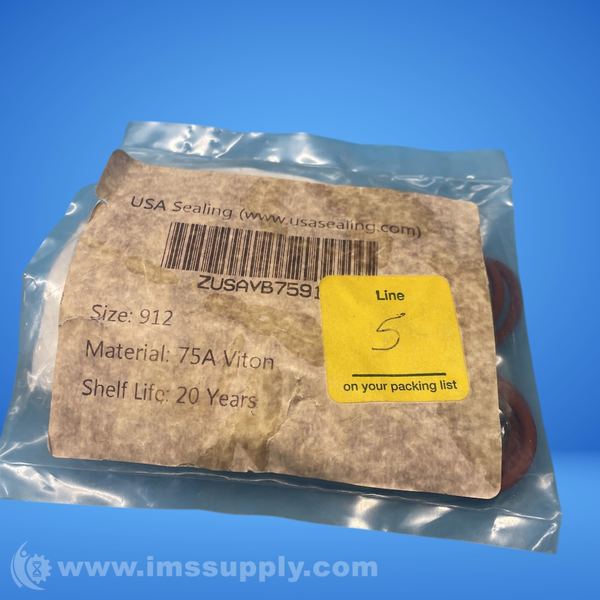 USA Sealing (www.usasealing.com)
ZUSAVB7591
Size: 912
Material: 75A Viton
Shelf Life: 20 Years
Line
5
on your packing list
www.imssupply.com